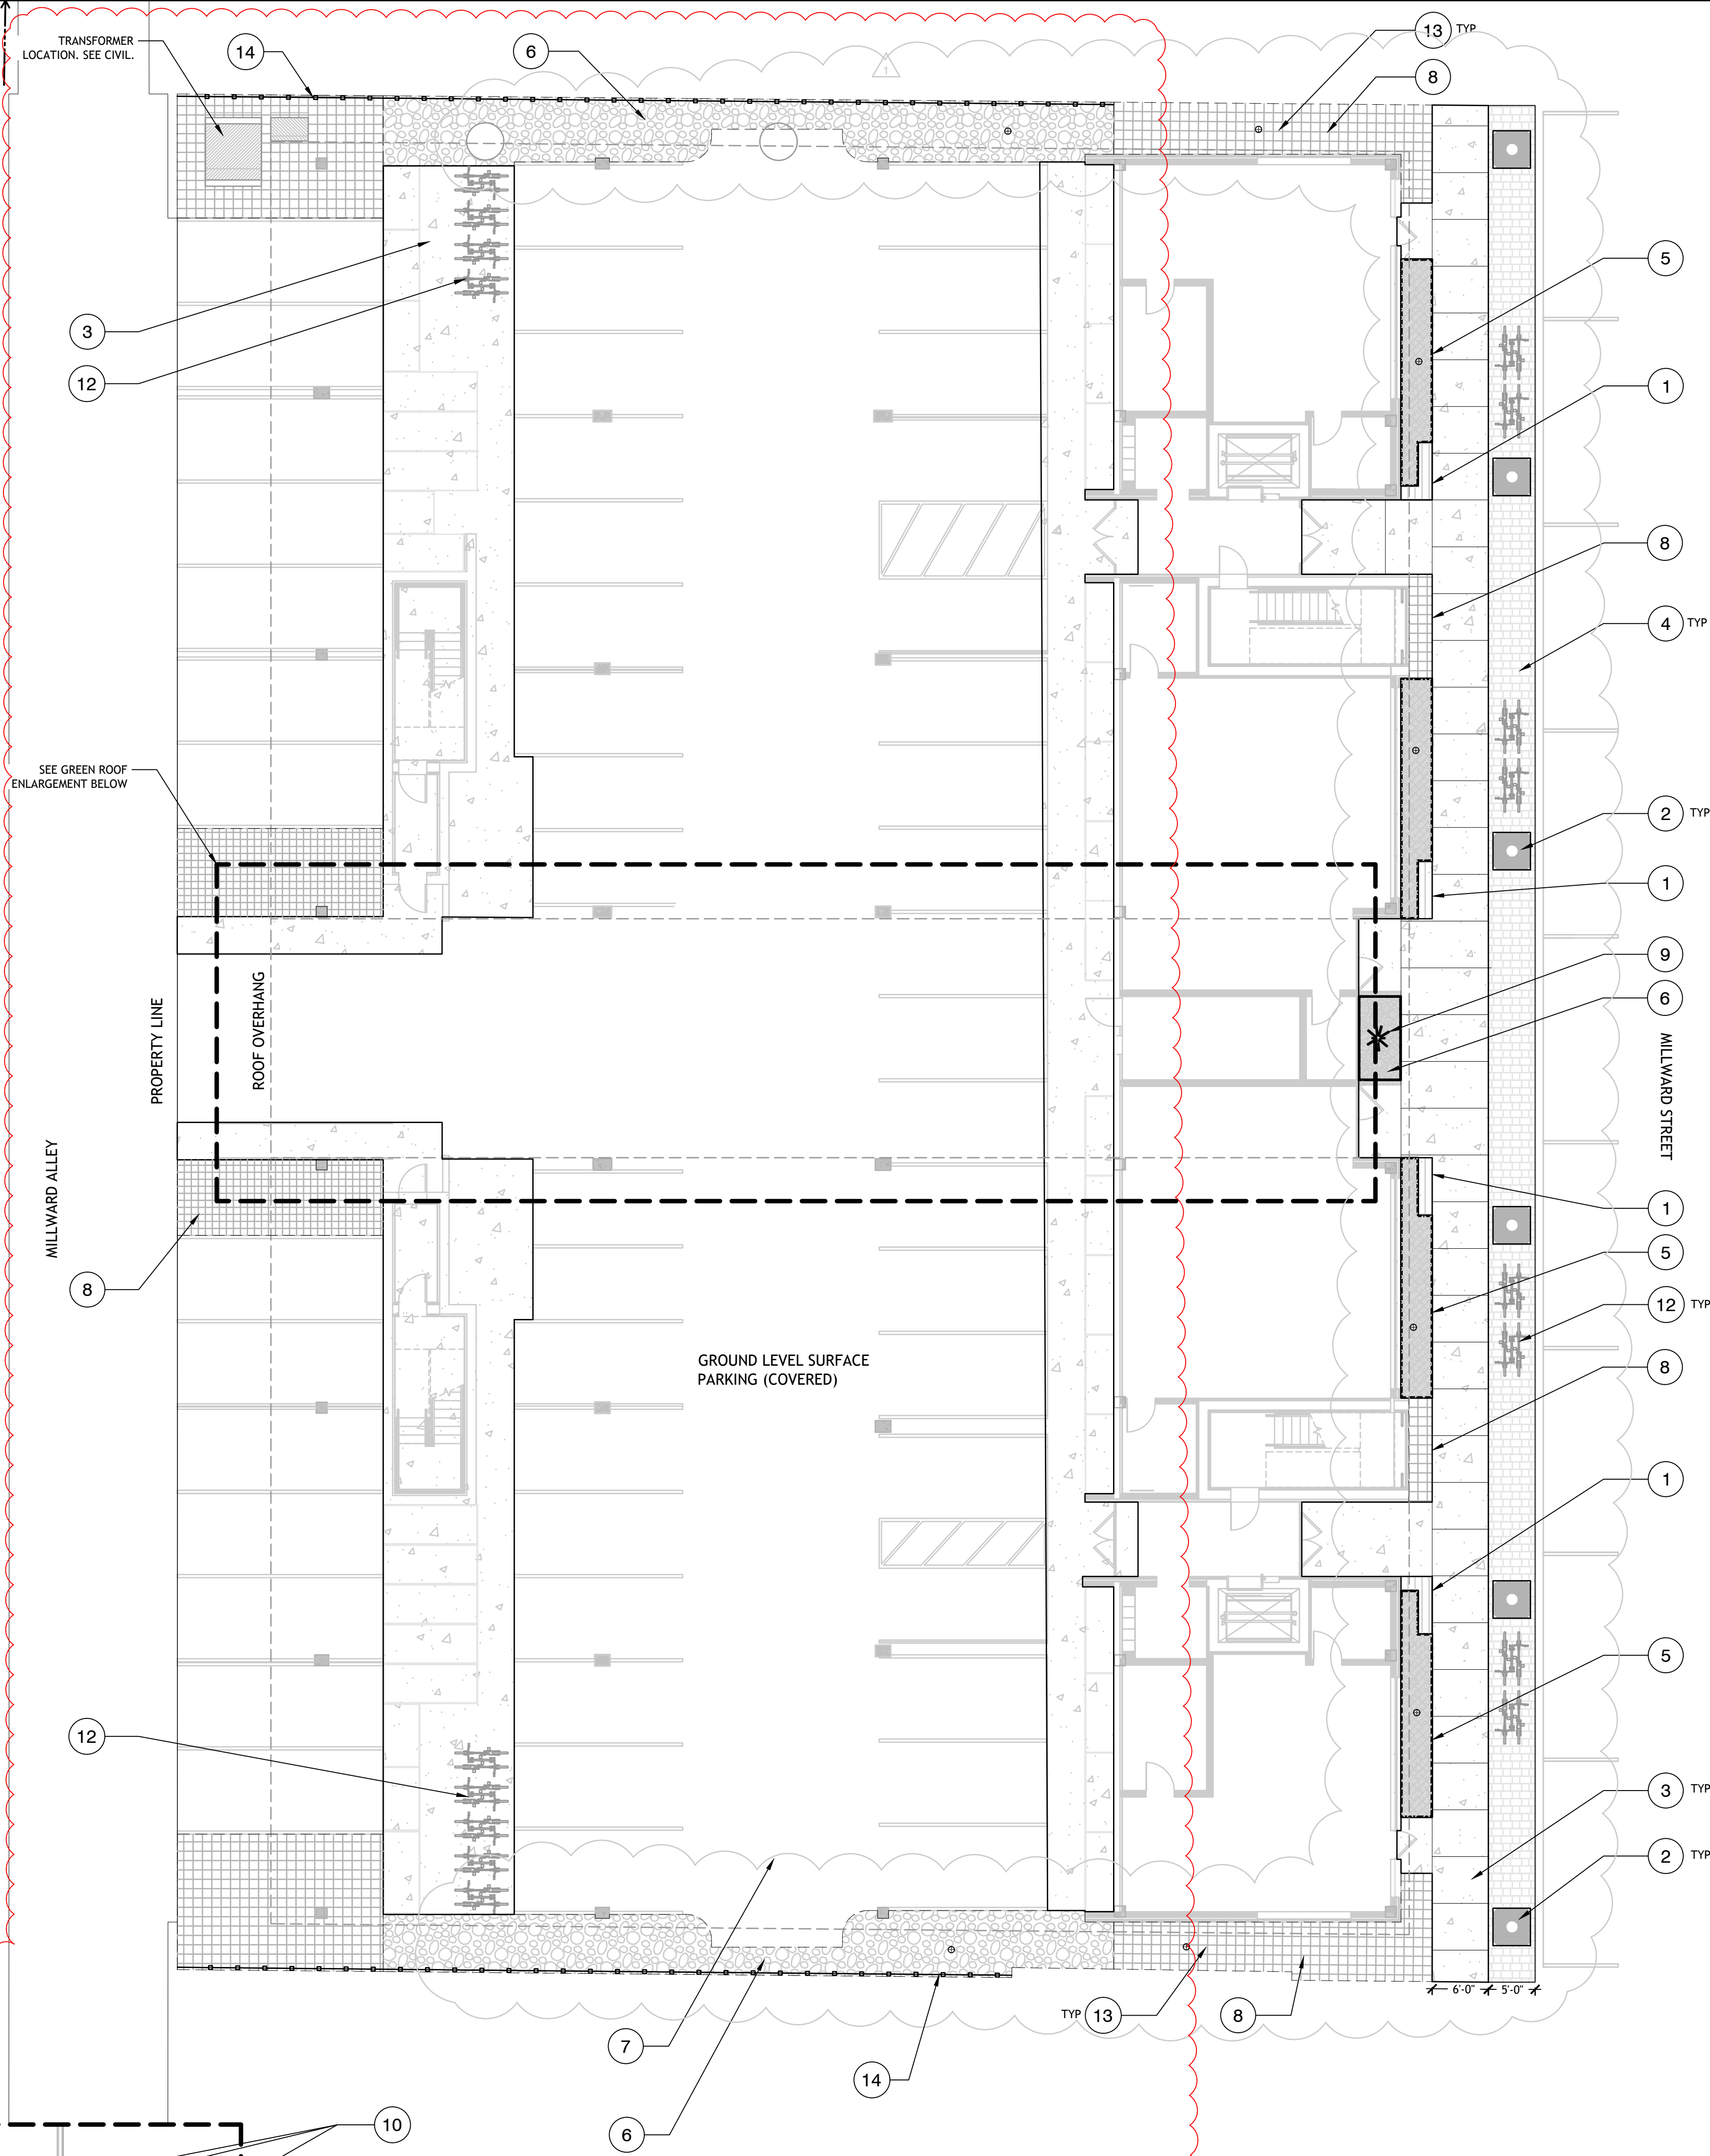 13 TYP
TRANSFORMER
LOCATION. SEE CIVIL.
14
6
1
8
5
3
12
1
8
4 TYP
SEE GREEN ROOF
ENLARGEMENT BELOW
2 TYP
1
9
6
PROPERTY LINE
ROOF OVERHANG
MILLWARD STREET
MILLWARD ALLEY
1
5
8
12 TYP
GROUND LEVEL SURFACE
PARKING (COVERED)
8
1
5
12
3 TYP
2 TYP
6'-0" 5'-0"
TYP 13
8
7
14
10
6